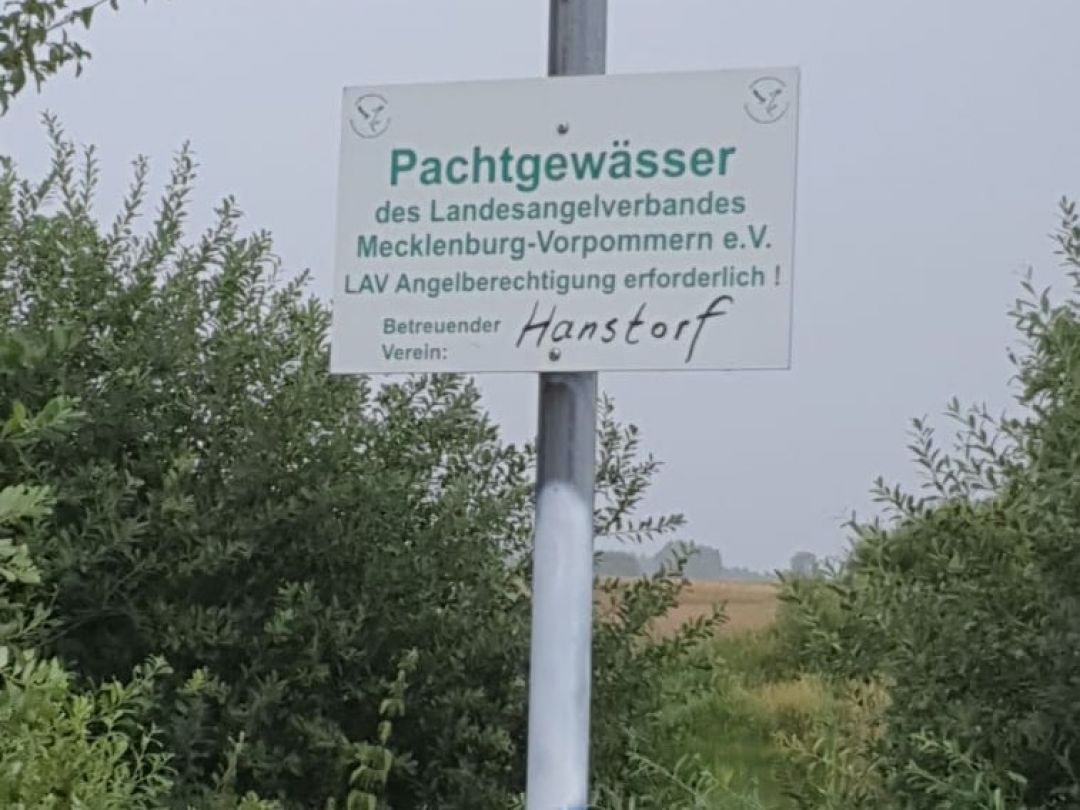 Pachtgewässer
des Landesangelverbandes
Mecklenburg-Vorpommern e.V.
LAV Angelberechtigung erforderlich !
Betreuender Hanstorf
Verein: